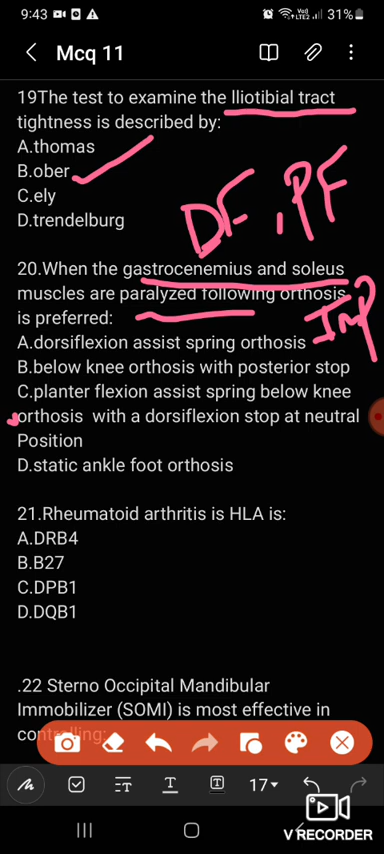 9:43
Voi)
LTE2
31%
Mcq 11
19The test to examine the Iliotibial tract
tightness is described by:
A.thomas
B.ober
C.ely
D.trendelburg
DF, PF
20.When the gastrocenemius and soleus
muscles are paralyzed following orthosis
is preferred:
Imp
A.dorsiflexion assist spring orthosis
B.below knee orthosis with posterior stop
C.planter flexion assist spring below knee
orthosis with a dorsiflexion stop at neutral
Position
D.static ankle foot orthosis
21.Rheumatoid arthritis is HLA is:
A.DRB4
B.B27
C.DPB1
D.DQB1
.22 Sterno Occipital Mandibular
Immobilizer (SOMI) is most effective in
controlling:
17
V RECORDER